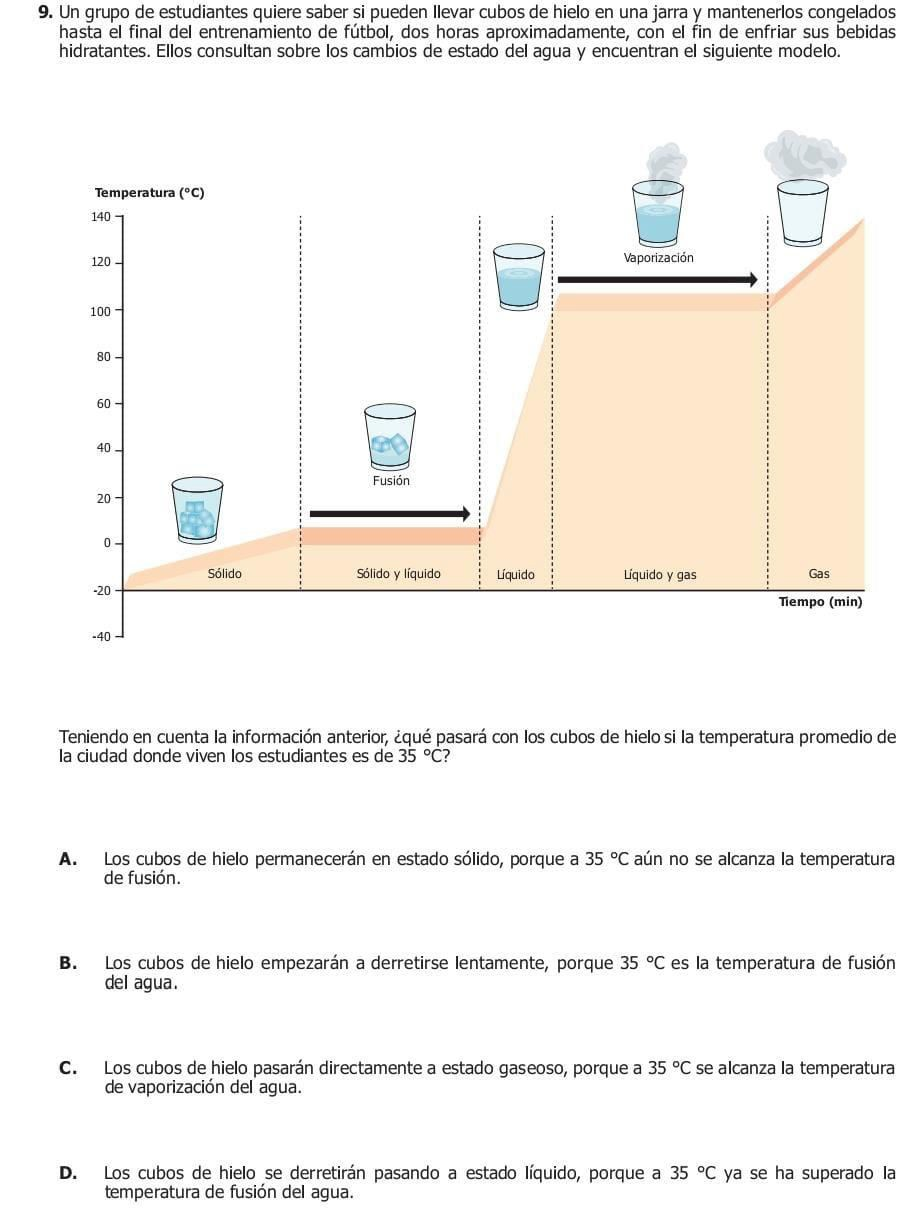 9. Un grupo de estudiantes quiere saber si pueden llevar cubos de hielo en una jarra y mantenerlos congelados
hasta el final del entrenamiento de fútbol, dos horas aproximadamente, con el fin de enfriar sus bebidas
hidratantes. Ellos consultan sobre los cambios de estado del agua y encuentran el siguiente modelo.
Temperatura (°C)
140
120
100
80
60
40
20
0
-20
-40
Vaporización
Fusión
Sólido
Sólido y líquido
Líquido
Líquido y gas
Gas
Tiempo (min)
Teniendo en cuenta la información anterior, ¿qué pasará con los cubos de hielo si la temperatura promedio de
la ciudad donde viven los estudiantes es de 35 °C?
A. Los cubos de hielo permanecerán en estado sólido, porque a 35 °C aún no se alcanza la temperatura
de fusión.
B. Los cubos de hielo empezarán a derretirse lentamente, porque 35 °C es la temperatura de fusión
del agua.
C. Los cubos de hielo pasarán directamente a estado gaseoso, porque a 35 °C se alcanza la temperatura
de vaporización del agua.
D. Los cubos de hielo se derretirán pasando a estado líquido, porque a 35 °C ya se ha superado la
temperatura de fusión del agua.